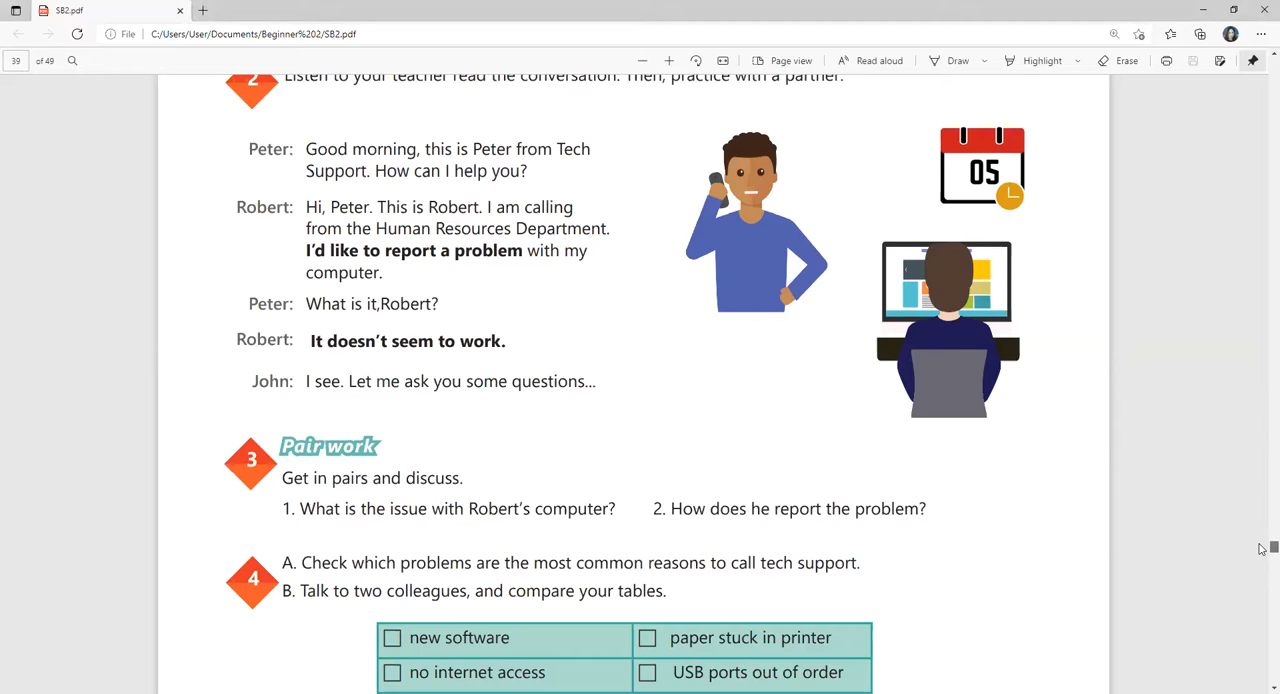 SB2.pdf
File
C:/Users/User/Documents/Beginner%202/SB2.pdf
39
of 49
Page view
Read aloud
Draw
Highlight
Erase
2
Listen to your teacher read the conversation. Then, practice with a partner.
Peter: Good morning, this is Peter from Tech
Support. How can I help you?
Robert: Hi, Peter. This is Robert. I am calling
from the Human Resources Department.
I'd like to report a problem with my
computer.
Peter: What is it,Robert?
Robert: It doesn't seem to work.
John: I see. Let me ask you some questions...
05
3
Pair work
Get in pairs and discuss.
1. What is the issue with Robert's computer?
2. How does he report the problem?
4
A. Check which problems are the most common reasons to call tech support.
B. Talk to two colleagues, and compare your tables.
new software
paper stuck in printer
no internet access
USB ports out of order